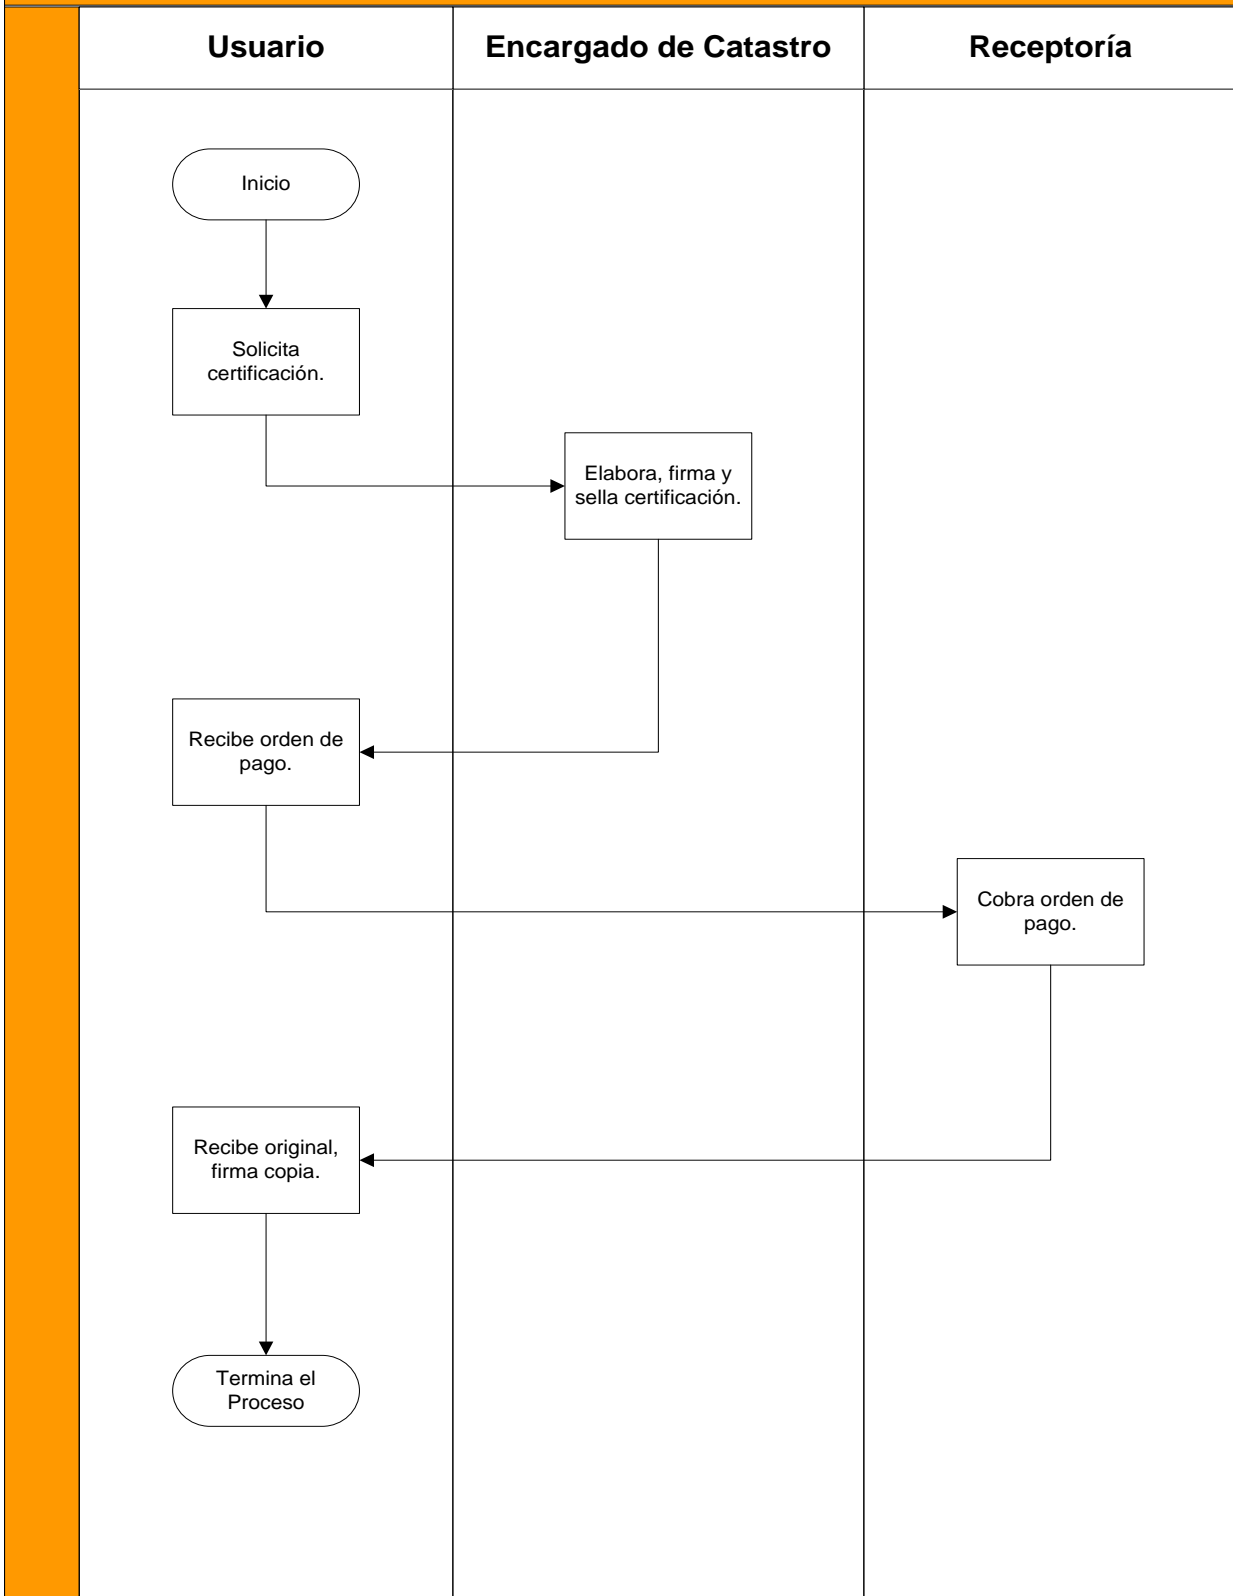 Usuario
Encargado de Catastro
Receptoría
Inicio
Solicita
certificación.
Elabora, firma y
sella certificación.
Recibe orden de
pago.
Cobra orden de
pago.
Recibe original,
firma copia.
Termina el
Proceso